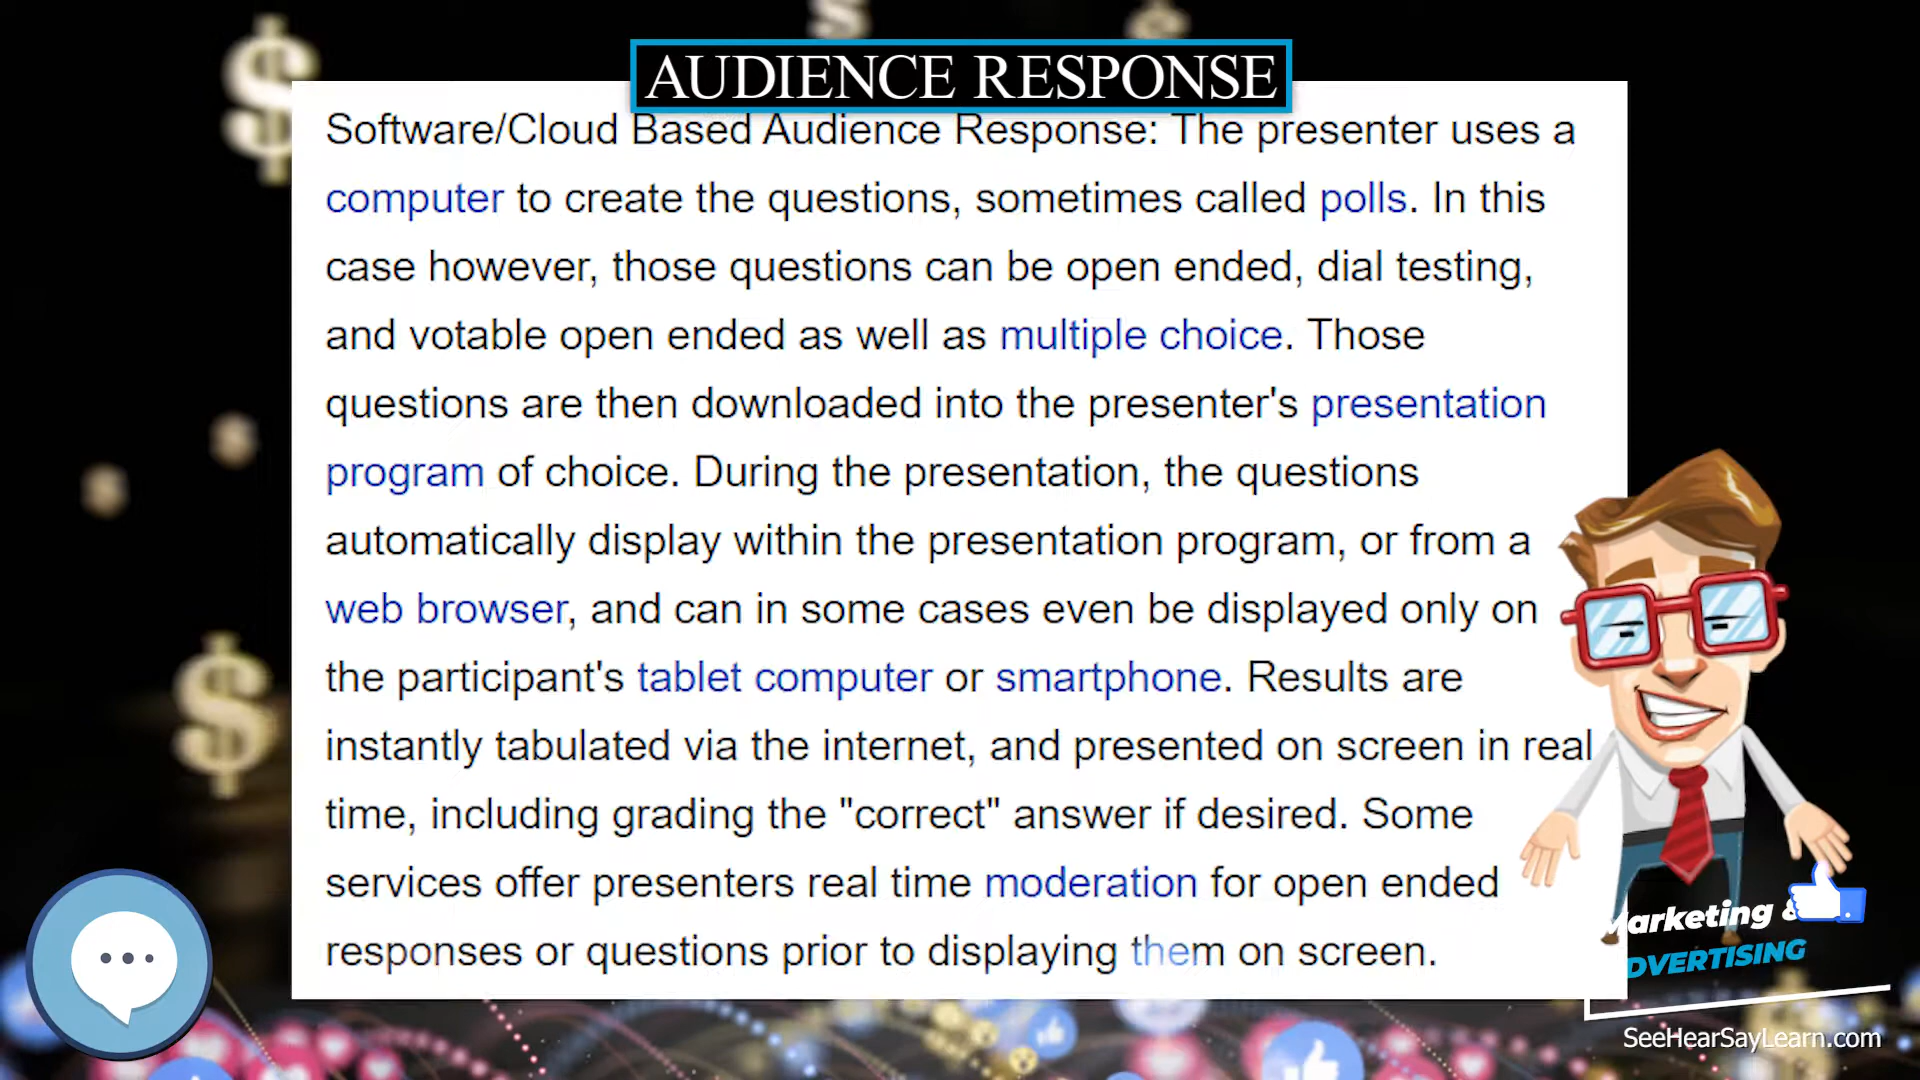 AUDIENCE RESPONSE
Software/Cloud Based Audience Response: The presenter uses a
computer to create the questions, sometimes called polls. In this
case however, those questions can be open ended, dial testing,
and votable open ended as well as multiple choice. Those
questions are then downloaded into the presenter's presentation
program of choice. During the presentation, the questions
automatically display within the presentation program, or from a
web browser, and can in some cases even be displayed only on
the participant's tablet computer or smartphone. Results are
instantly tabulated via the internet, and presented on screen in real
time, including grading the "correct" answer if desired. Some
services offer presenters real time moderation for open ended
responses or questions prior to displaying them on screen.
Marketing &
DVERTISING
SeeHearSayLearn.com